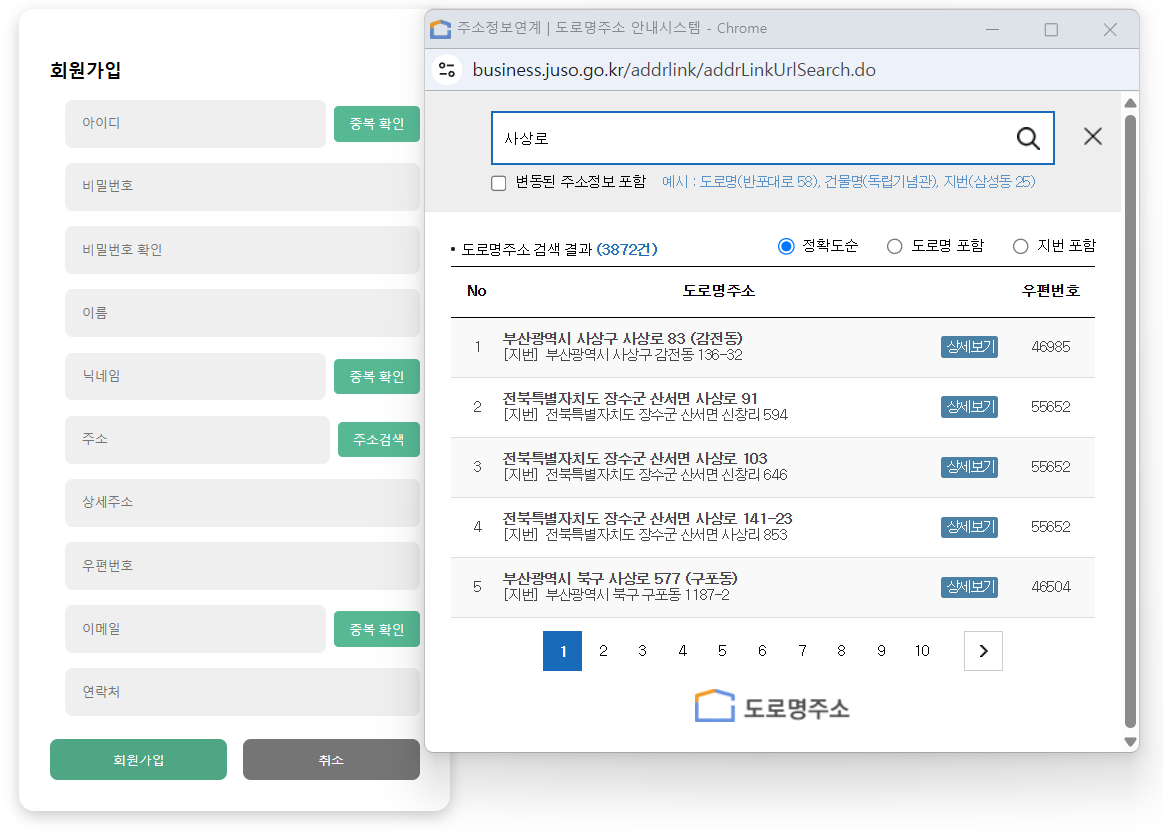 회원가입
아이디
중복 확인
비밀번호
비밀번호 확인
이름
닉네임
중복 확인
주소
주소검색
상세주소
우편번호
이메일
중복 확인
연락처
회원가입
취소
주소정보연계 | 도로명주소 안내시스템 - Chrome
business.juso.go.kr/addrlink/addrLinkUrlSearch.do
사상로
변동된 주소정보 포함
예시 : 도로명(반포대로 58), 건물명(독립기념관), 지번(삼성동 25)
도로명주소 검색 결과 (3872건)
정확도순
도로명 포함
지번 포함
No 도로명주소 우편번호
1 부산광역시 사상구 사상로 83 (감전동) 상세보기 46985
[지번] 부산광역시 사상구 감전동 136-32
2 전북특별자치도 장수군 산서면 사상로 91 상세보기 55652
[지번] 전북특별자치도 장수군 산서면 신창리 594
3 전북특별자치도 장수군 산서면 사상로 103 상세보기 55652
[지번] 전북특별자치도 장수군 산서면 신창리 646
4 전북특별자치도 장수군 산서면 사상로 141-23 상세보기 55652
[지번] 전북특별자치도 장수군 산서면 사상리 853
5 부산광역시 북구 사상로 577 (구포동) 상세보기 46504
[지번] 부산광역시 북구 구포동 1187-2
1 2 3 4 5 6 7 8 9 10
도로명주소